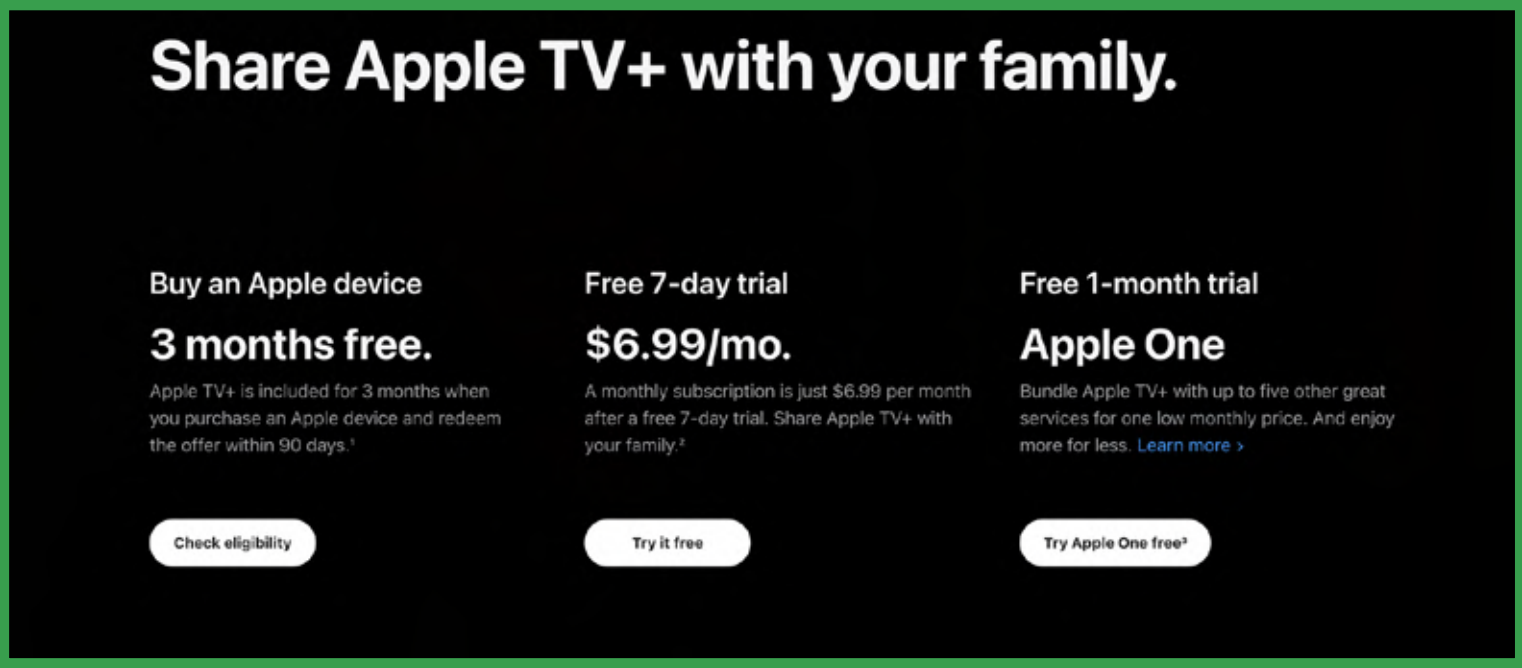 Share Apple TV+ with your family.
Buy an Apple device
3 months free.
Apple TV+ is included for 3 months when
you purchase an Apple device and redeem
the offer within 90 days.¹
Check eligibility
Free 7-day trial
$6.99/mo.
A monthly subscription is just $6.99 per month
after a free 7-day trial. Share Apple TV+ with
your family.²
Try it free
Free 1-month trial
Apple One
Bundle Apple TV+ with up to five other great
services for one low monthly price. And enjoy
more for less. Learn more ›
Try Apple One free³